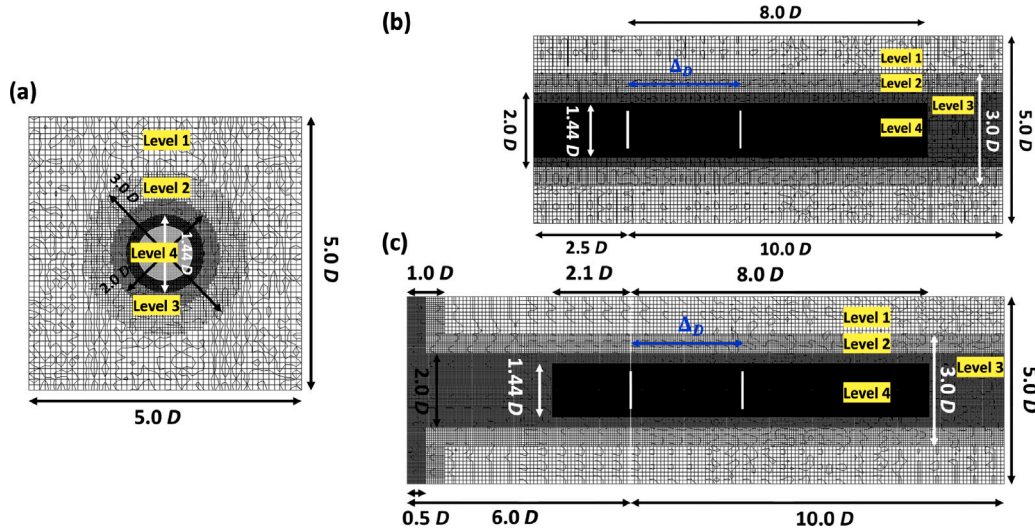 (a)
Level 1
Level 2
3.0 D
Level 4
1.44 D
2.0 D
Level 3
5.0 D
5.0 D
(b)
8.0 D
Level 1
Level 2
Δ_D
Level 3
Level 4
2.0 D
1.44 D
3.0 D
5.0 D
2.5 D
10.0 D
(c)
1.0 D
2.1 D
8.0 D
Level 1
Level 2
Δ_D
Level 3
Level 4
2.0 D
1.44 D
3.0 D
5.0 D
0.5 D
6.0 D
10.0 D